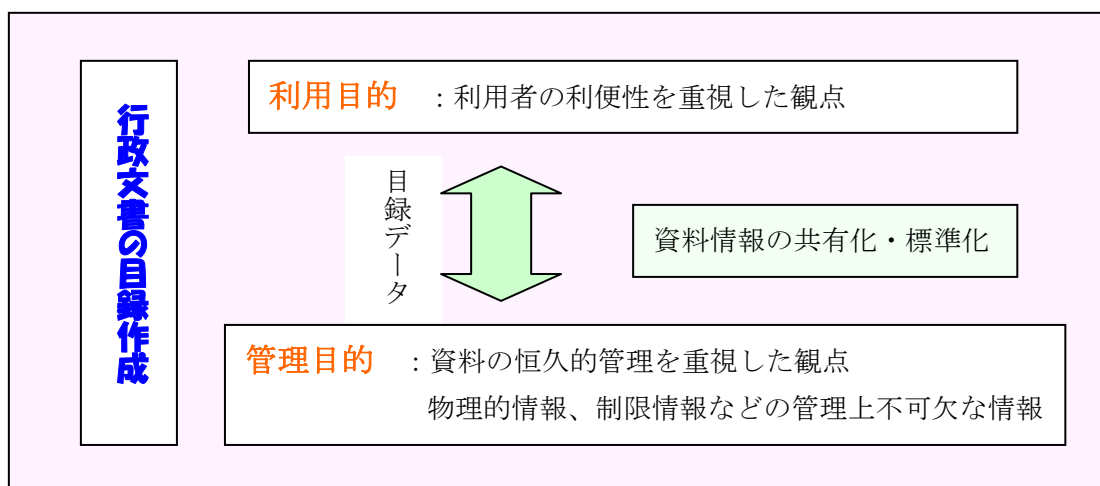 行政文書の目録作成
利用目的 ：利用者の利便性を重視した観点
目録データ
資料情報の共有化・標準化
管理目的 ：資料の恒久的管理を重視した観点
物理的情報、制限情報などの管理上不可欠な情報